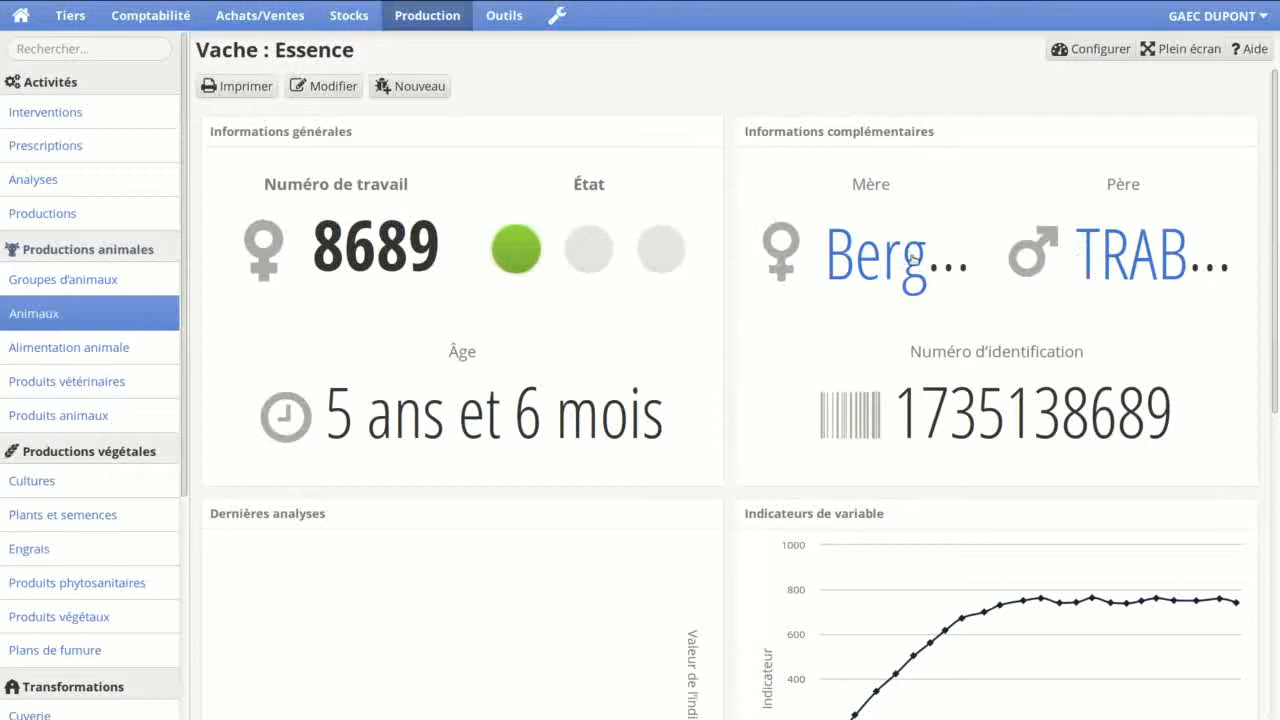 Tiers Comptabilité Achats/Ventes Stocks Production Outils GAEC DUPONT
Rechercher...
Vache : Essence
Configurer Plein écran ? Aide
Imprimer Modifier Nouveau
Activités
Interventions
Prescriptions
Analyses
Productions
Productions animales
Groupes d'animaux
Animaux
Alimentation animale
Produits vétérinaires
Produits animaux
Productions végétales
Cultures
Plants et semences
Engrais
Produits phytosanitaires
Produits végétaux
Plans de fumure
Transformations
Cuverie
Informations générales
Numéro de travail
8689
État
Âge
5 ans et 6 mois
Informations complémentaires
Mère
Berg...
Père
TRAB...
Numéro d'identification
1735138689
Dernières analyses
Valeur de l'indi
Indicateurs de variable
1000
800
600
400
Indicateur